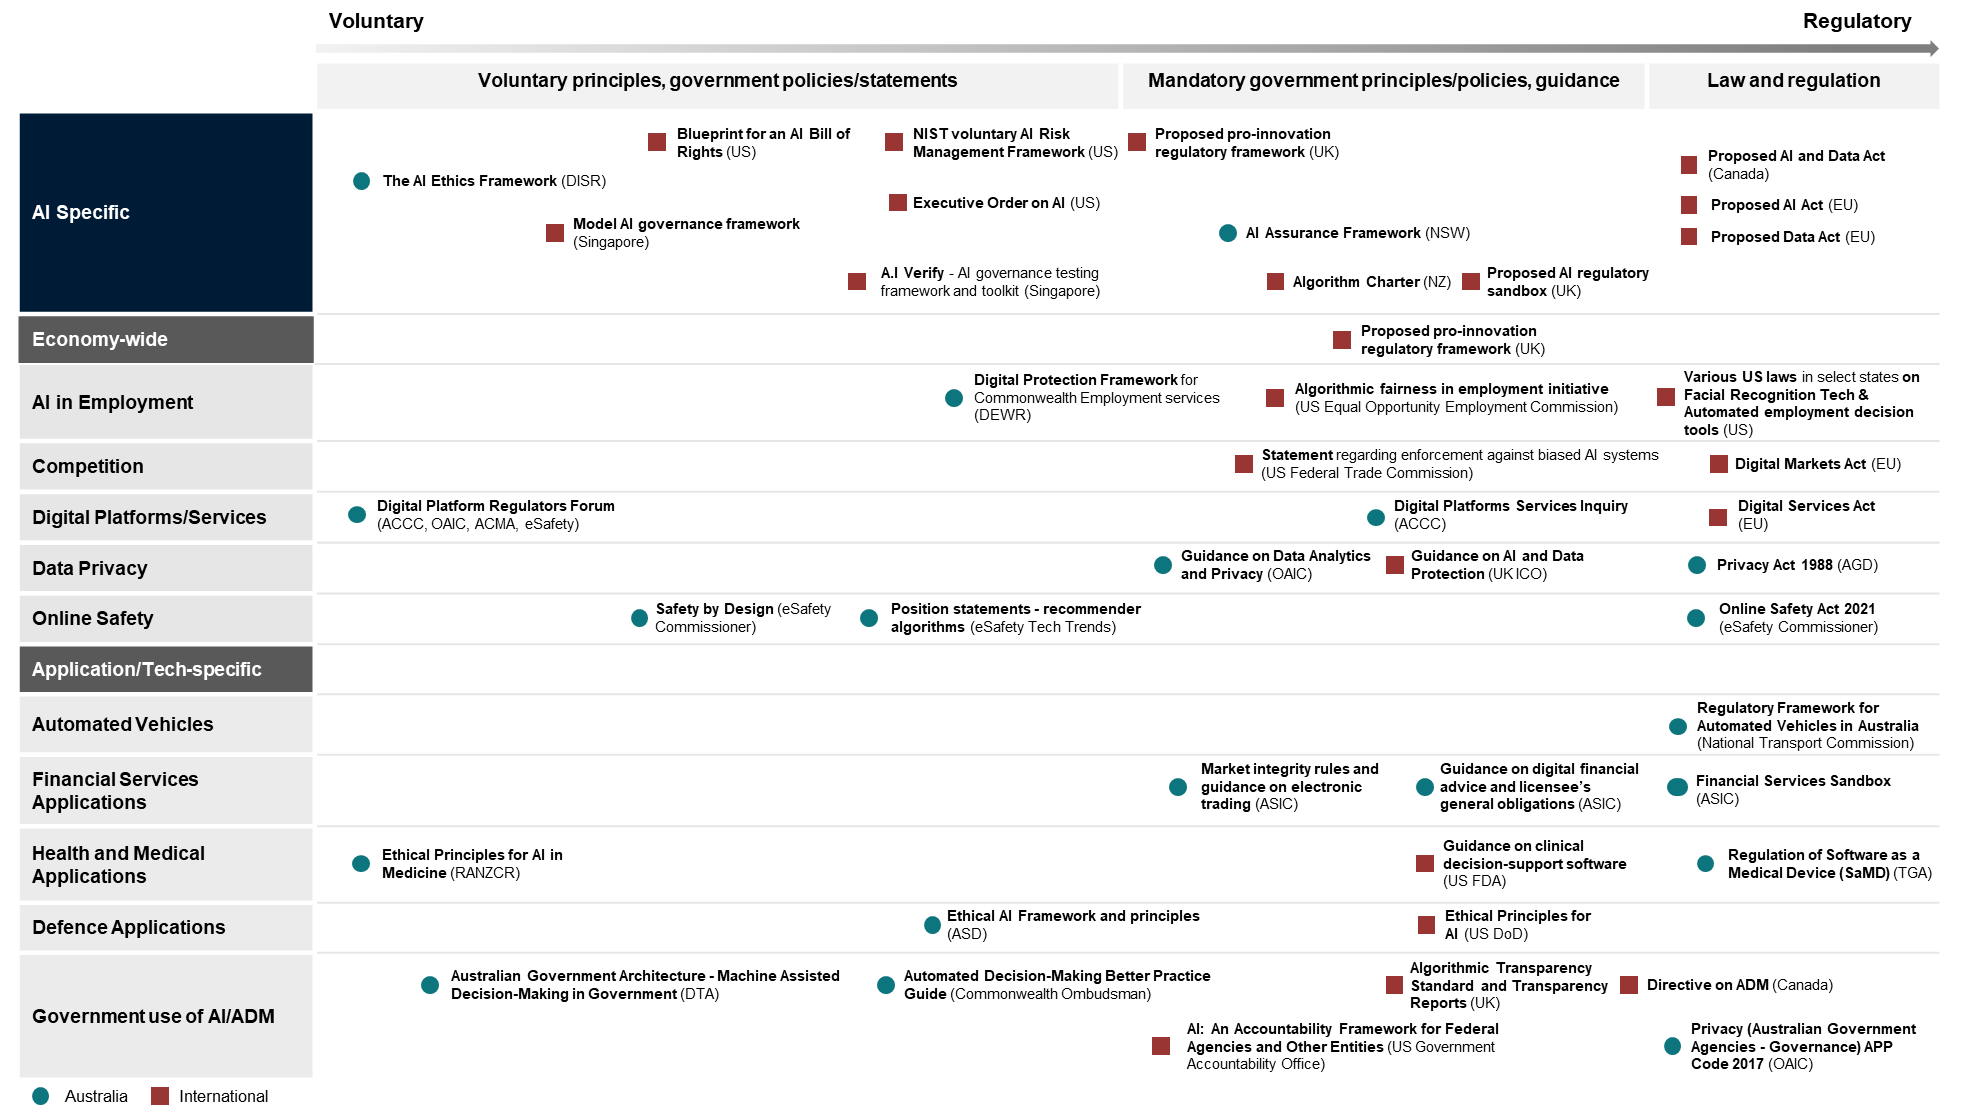 Voluntary
Regulatory
Voluntary principles, government policies/statements
Mandatory government principles/policies, guidance
Law and regulation
AI Specific
Blueprint for an AI Bill of
Rights (US)
NIST voluntary AI Risk
Management Framework (US)
Proposed pro-innovation
regulatory framework (UK)
Proposed AI and Data Act
(Canada)
The AI Ethics Framework (DISR)
Executive Order on AI (US)
Proposed AI Act (EU)
Model AI governance framework
(Singapore)
AI Assurance Framework (NSW)
Proposed Data Act (EU)
A.I Verify - AI governance testing
framework and toolkit (Singapore)
Algorithm Charter (NZ)
Proposed AI regulatory
sandbox (UK)
Economy-wide
Proposed pro-innovation
regulatory framework (UK)
AI in Employment
Digital Protection Framework for
Commonwealth Employment services
(DEWR)
Algorithmic fairness in employment initiative
(US Equal Opportunity Employment Commission)
Various US laws in select states on
Facial Recognition Tech &
Automated employment decision
tools (US)
Competition
Statement regarding enforcement against biased AI systems
(US Federal Trade Commission)
Digital Markets Act (EU)
Digital Platforms/Services
Digital Platform Regulators Forum
(ACCC, OAIC, ACMA, eSafety)
Digital Platforms Services Inquiry
(ACCC)
Digital Services Act
(EU)
Data Privacy
Guidance on Data Analytics
and Privacy (OAIC)
Guidance on AI and Data
Protection (UK ICO)
Privacy Act 1988 (AGD)
Online Safety
Safety by Design (eSafety
Commissioner)
Position statements - recommender
algorithms (eSafety Tech Trends)
Online Safety Act 2021
(eSafety Commissioner)
Application/Tech-specific
Automated Vehicles
Regulatory Framework for
Automated Vehicles in Australia
(National Transport Commission)
Financial Services
Applications
Market integrity rules and
guidance on electronic
trading (ASIC)
Guidance on digital financial
advice and licensee's
general obligations (ASIC)
Financial Services Sandbox
(ASIC)
Health and Medical
Applications
Ethical Principles for AI in
Medicine (RANZCR)
Guidance on clinical
decision-support software
(US FDA)
Regulation of Software as a
Medical Device (SaMD) (TGA)
Defence Applications
Ethical AI Framework and principles
(ASD)
Ethical Principles for
AI (US DoD)
Government use of AI/ADM
Australian Government Architecture - Machine Assisted
Decision-Making in Government (DTA)
Automated Decision-Making Better Practice
Guide (Commonwealth Ombudsman)
Algorithmic Transparency
Standard and Transparency
Reports (UK)
Directive on ADM (Canada)
AI: An Accountability Framework for Federal
Agencies and Other Entities (US Government
Accountability Office)
Privacy (Australian Government
Agencies - Governance) APP
Code 2017 (OAIC)
Australia
International